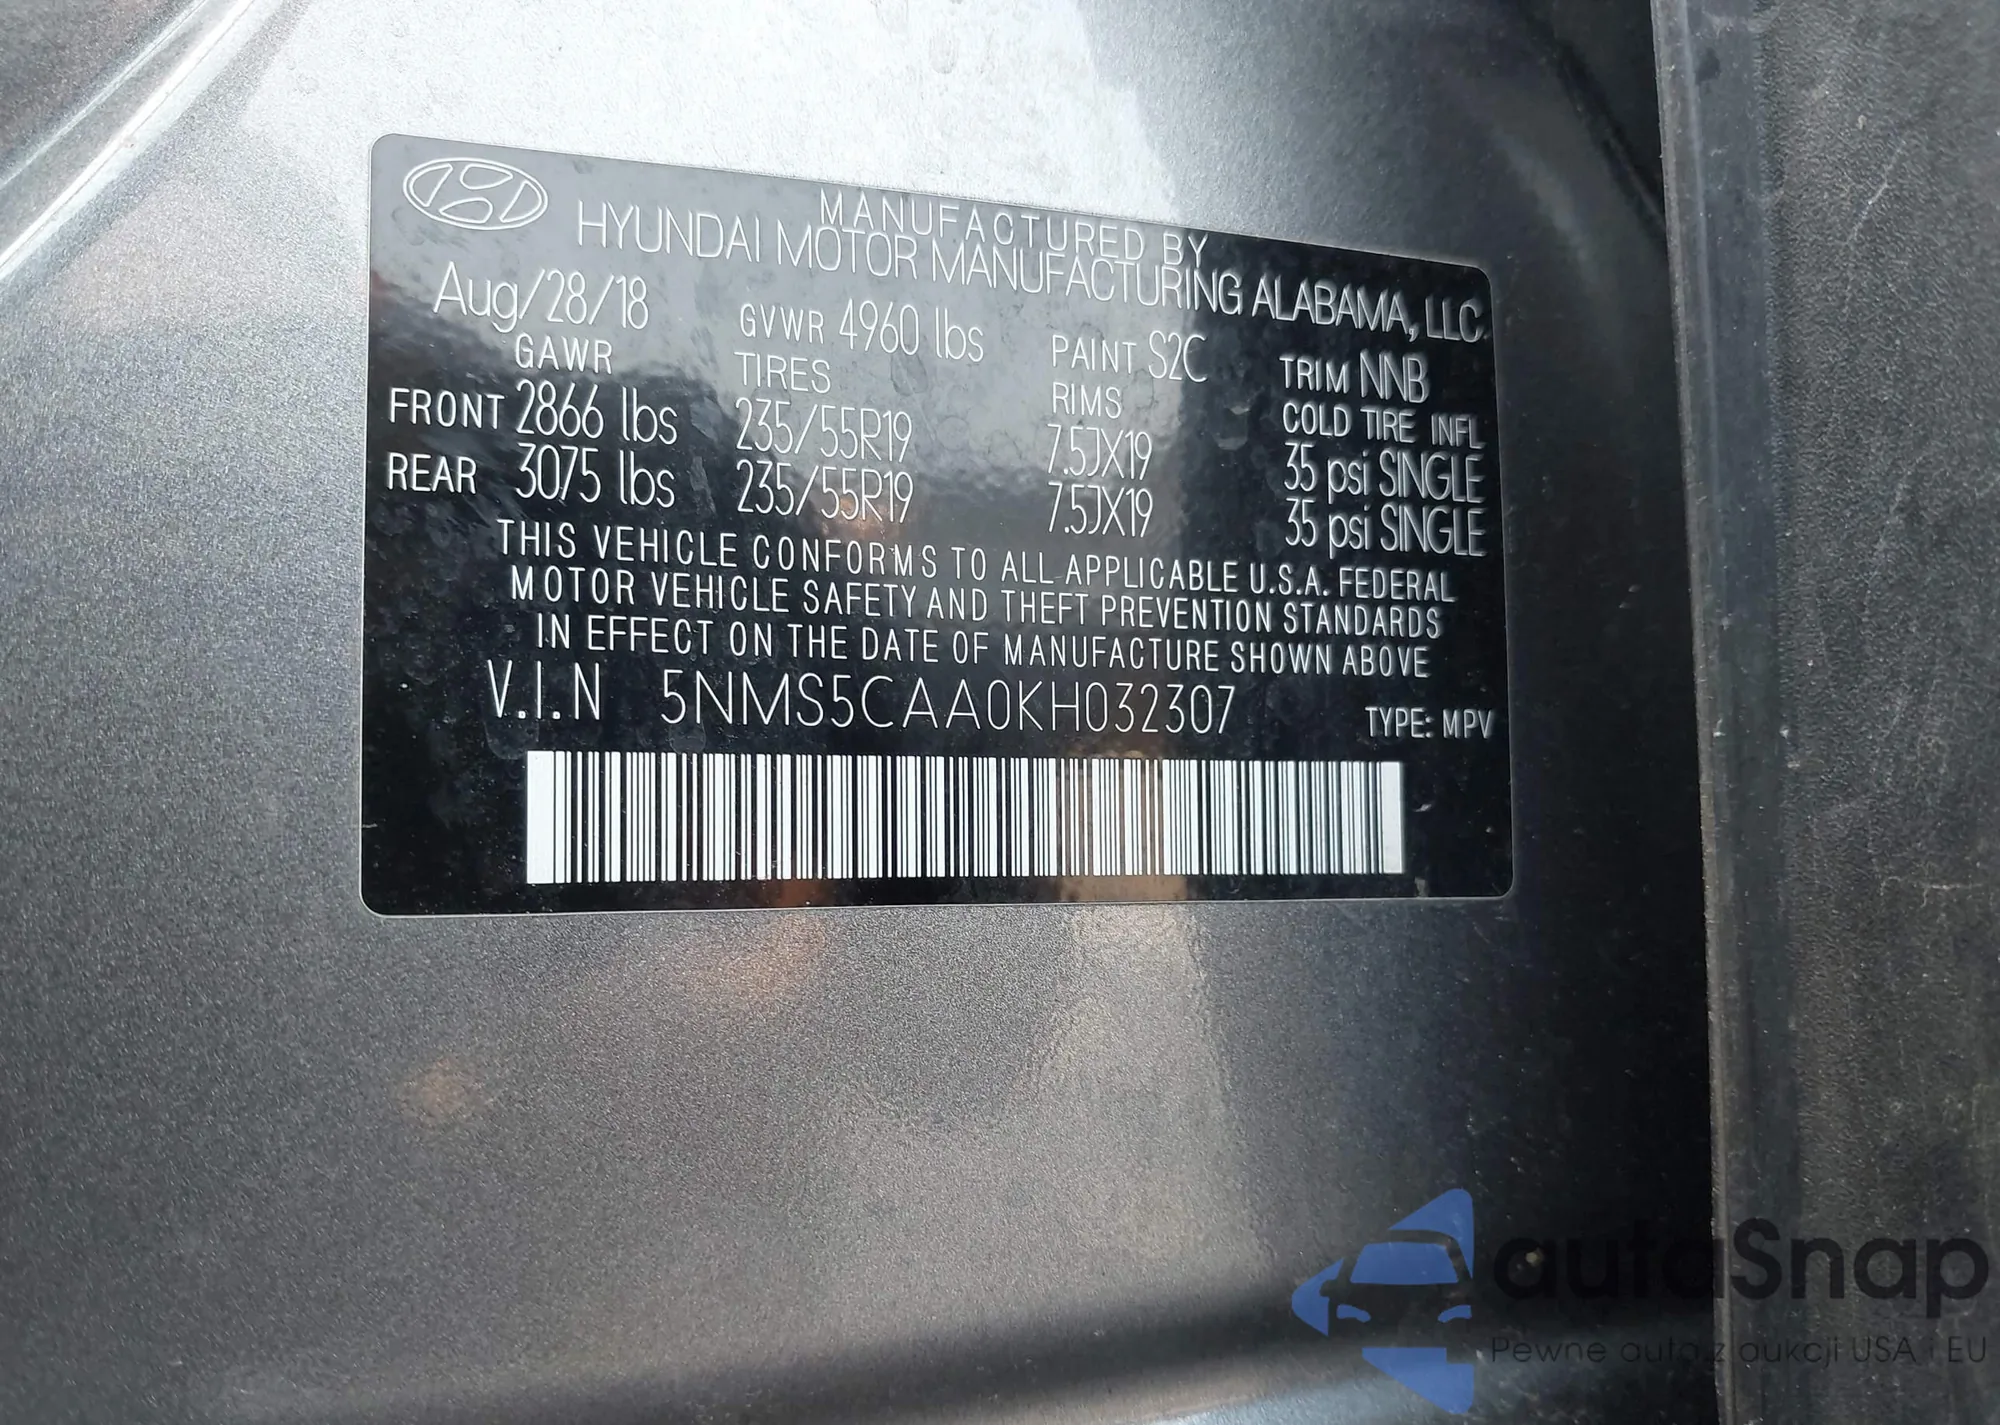 MANUFACTURED BY
HYUNDAI MOTOR MANUFACTURING ALABAMA, LLC
Aug/28/18 GVWR 4960 lbs PAINT S2C TRIM NNB
GAWR TIRES RIMS COLD TIRE INFL
FRONT 2866 lbs 235/55R19 7.5JX19 35 psi SINGLE
REAR 3075 lbs 235/55R19 7.5JX19 35 psi SINGLE
THIS VEHICLE CONFORMS TO ALL APPLICABLE U.S.A. FEDERAL
MOTOR VEHICLE SAFETY AND THEFT PREVENTION STANDARDS
IN EFFECT ON THE DATE OF MANUFACTURE SHOWN ABOVE
V.I.N 5NMS5CAA0KH032307 TYPE: MPV
autaSnap
Pewne auta z aukcji USA i EU